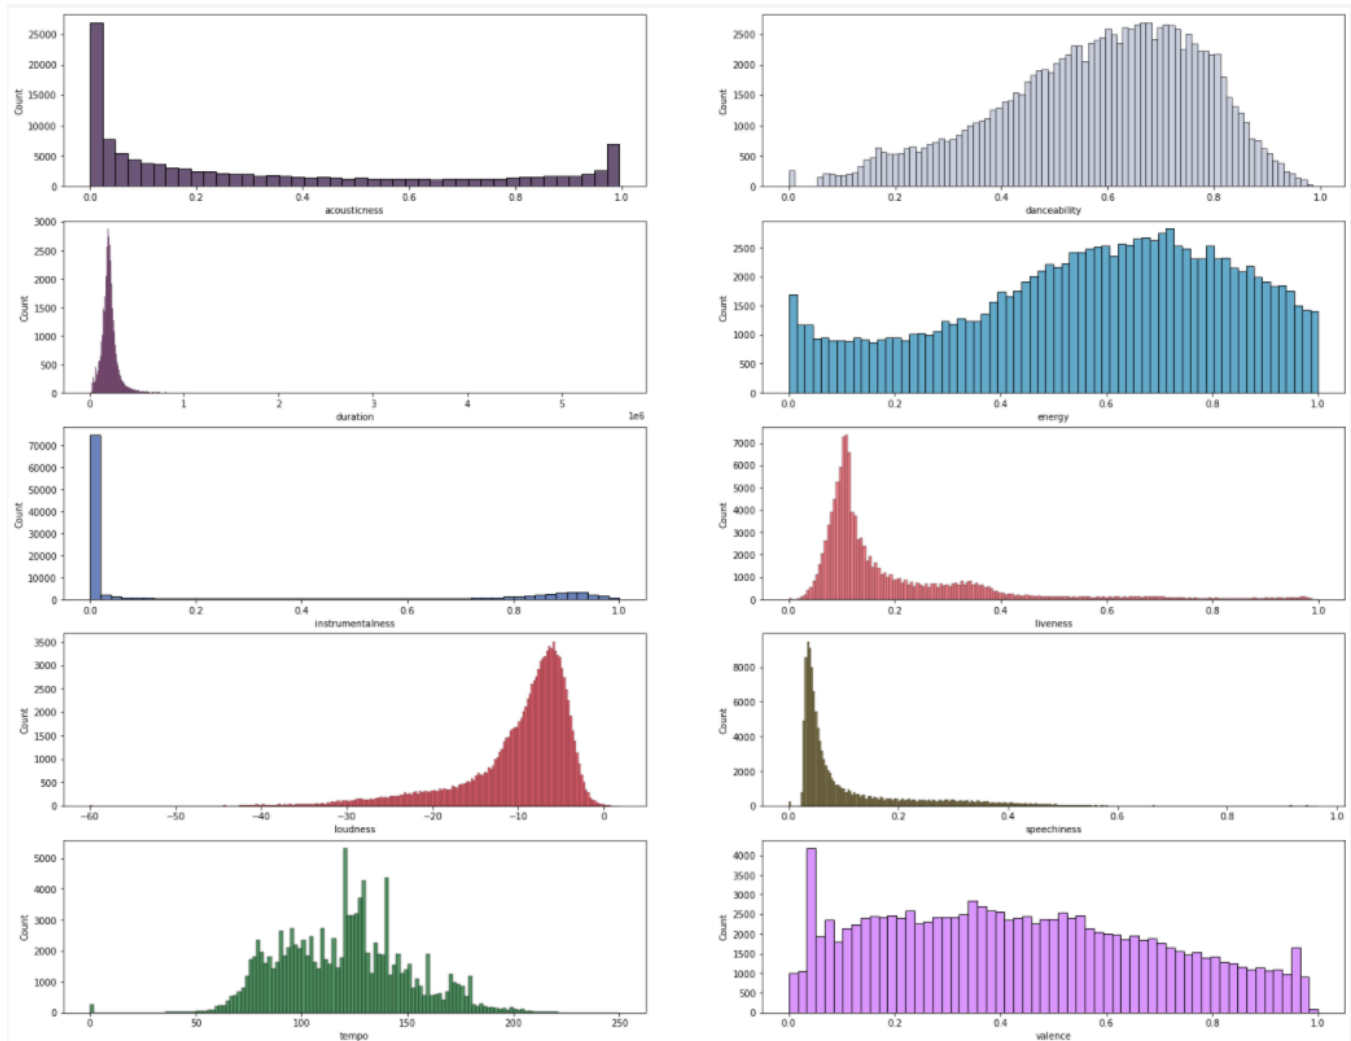 25000
20000
15000
10000
5000
0
Count
0.0 0.2 0.4 0.6 0.8 1.0
acousticness
2500
2000
1500
1000
500
0
Count
0.0 0.2 0.4 0.6 0.8 1.0
danceability
3000
2500
2000
1500
1000
500
0
Count
0 1 2 3 4 5
1e6
duration
2500
2000
1500
1000
500
0
Count
0.0 0.2 0.4 0.6 0.8 1.0
energy
70000
60000
50000
40000
30000
20000
10000
0
Count
0.0 0.2 0.4 0.6 0.8 1.0
instrumentalness
7000
6000
5000
4000
3000
2000
1000
0
Count
0.0 0.2 0.4 0.6 0.8 1.0
liveness
3500
3000
2500
2000
1500
1000
500
0
Count
−60 −50 −40 −30 −20 −10 0
loudness
8000
6000
4000
2000
0
Count
0.0 0.2 0.4 0.6 0.8 1.0
speechiness
5000
4000
3000
2000
1000
0
Count
0 50 100 150 200 250
tempo
4000
3500
3000
2500
2000
1500
1000
500
0
Count
0.0 0.2 0.4 0.6 0.8 1.0
valence